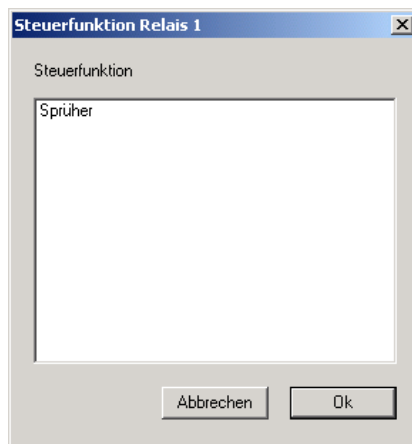 Steuerfunktion Relais 1
Steuerfunktion
Sprüher
Abbrechen
Ok